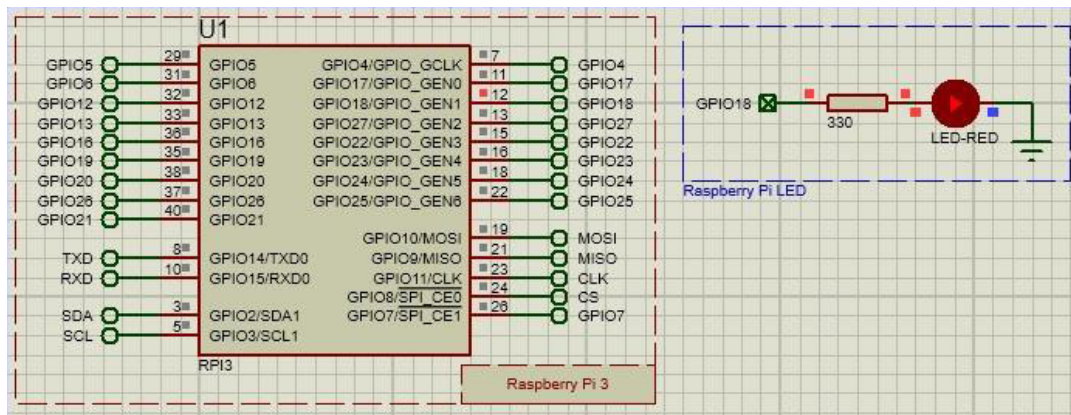 U1
GPIO5 29 GPIO5 GPIO4/GPIO_GCLK 7 GPIO4
GPIO6 31 GPIO6 GPIO17/GPIO_GEN0 11 GPIO17
GPIO12 32 GPIO12 GPIO18/GPIO_GEN1 12 GPIO18
GPIO13 33 GPIO13 GPIO27/GPIO_GEN2 13 GPIO27
GPIO16 36 GPIO16 GPIO22/GPIO_GEN3 15 GPIO22
GPIO19 35 GPIO19 GPIO23/GPIO_GEN4 16 GPIO23
GPIO20 38 GPIO20 GPIO24/GPIO_GEN5 18 GPIO24
GPIO26 37 GPIO26 GPIO25/GPIO_GEN6 22 GPIO25
GPIO21 40 GPIO21
GPIO10/MOSI 19 MOSI
TXD 8 GPIO14/TXD0 GPIO9/MISO 21 MISO
RXD 10 GPIO15/RXD0 GPIO11/CLK 23 CLK
GPIO8/SPI_CE0 24 CS
SDA 3 GPIO2/SDA1 GPIO7/SPI_CE1 26 GPIO7
SCL 5 GPIO3/SCL1
RPI3
Raspberry Pi 3
GPIO18
330
LED-RED
Raspberry Pi LED